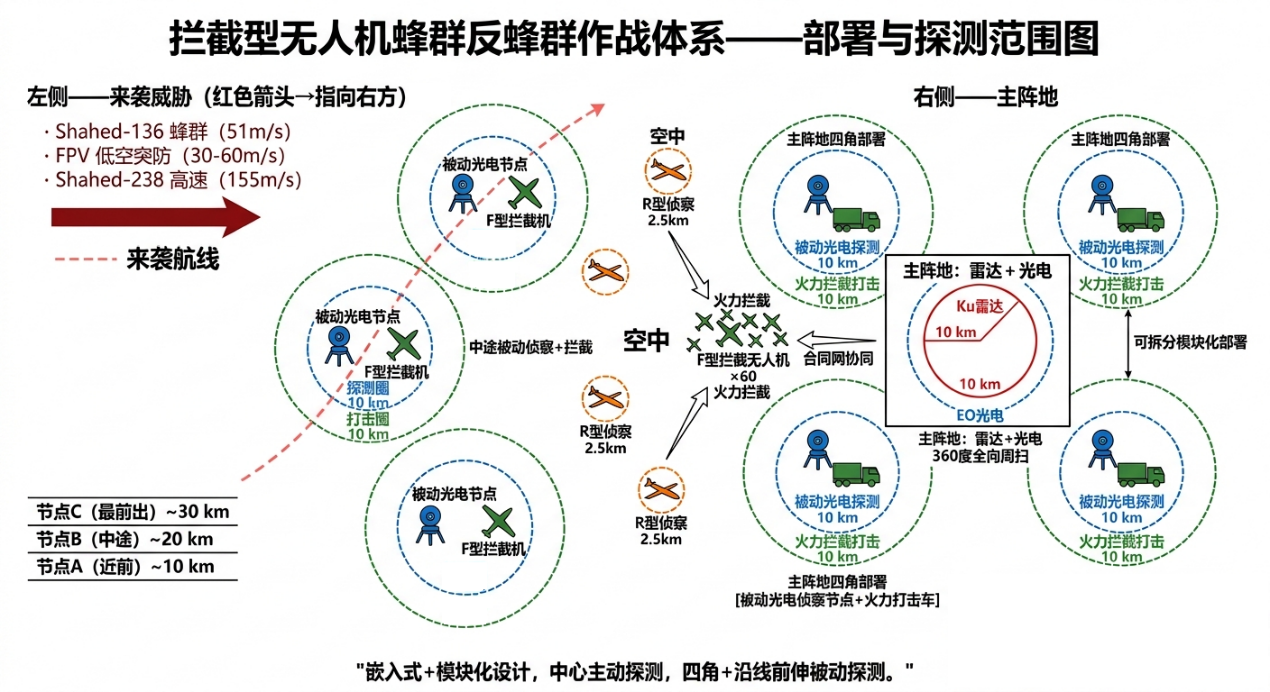 拦截型无人机蜂群反蜂群作战体系——部署与探测范围图
左侧——来袭威胁（红色箭头→指向右方）
· Shahed-136 蜂群（51m/s）
· FPV 低空突防（30-60m/s）
· Shahed-238 高速（155m/s）
来袭航线
被动光电节点
F型拦截机
被动光电节点
F型拦截机
探测圈
10 km
打击圈
10 km
中途被动侦察+拦截
被动光电节点
F型拦截机
节点C（最前出）~30 km
节点B（中途）~20 km
节点A（近前）~10 km
空中
R型侦察
2.5km
空中
火力拦截
F型拦截无人机
×60
火力拦截
合同网协同
R型侦察
2.5km
R型侦察
2.5km
右侧——主阵地
主阵地四角部署
被动光电探测
10 km
火力拦截打击
10 km
主阵地四角部署
被动光电探测
10 km
火力拦截打击
10 km
主阵地：雷达+光电
Ku雷达
10 km
10 km
EO光电
主阵地：雷达+光电
360度全向周扫
可拆分模块化部署
被动光电探测
10 km
火力拦截打击
10 km
被动光电探测
10 km
火力拦截打击
10 km
主阵地四角部署
[被动光电侦察节点+火力打击车]
"嵌入式+模块化设计，中心主动探测，四角+沿线前伸被动探测。"